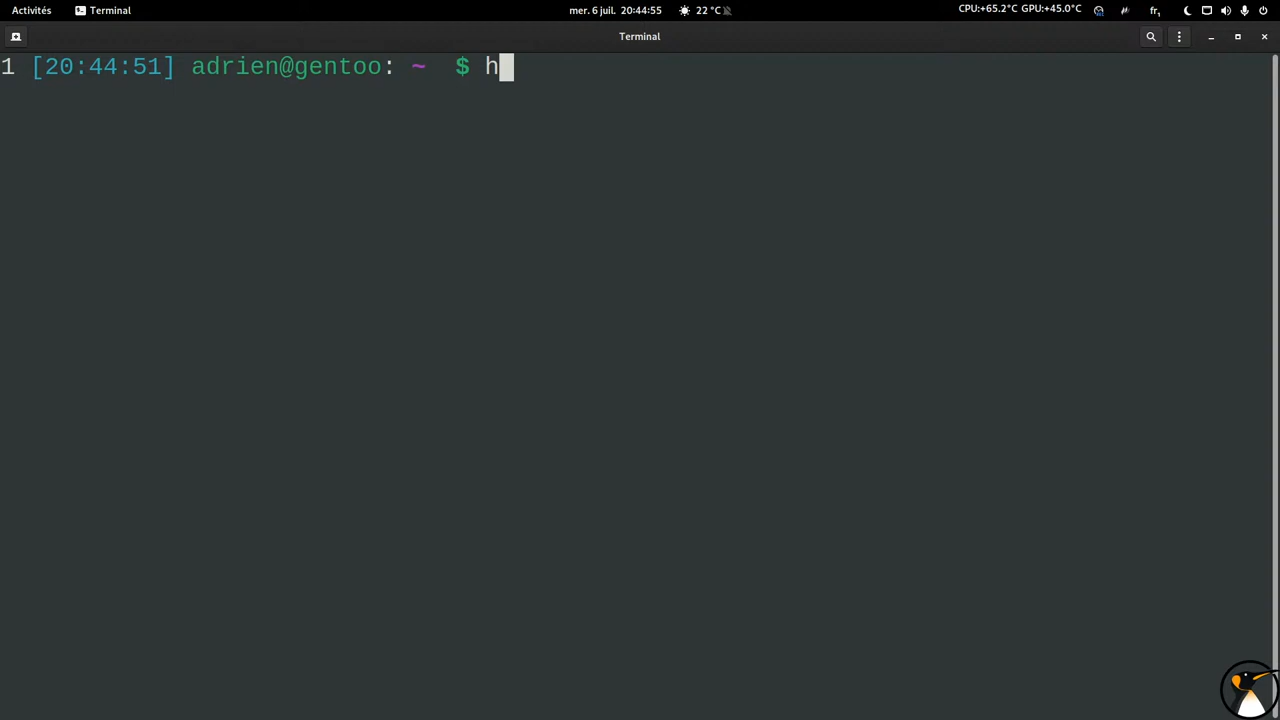 Activités Terminal mer. 6 juil. 20:44:55 22 °C CPU:+65.2°C GPU:+45.0°C fr₁
Terminal
1 [20:44:51] adrien@gentoo: ~ $ h